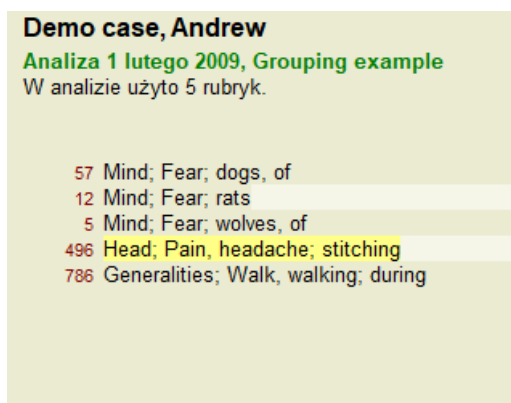 Demo case, Andrew
Analiza 1 lutego 2009, Grouping example
W analizie użyto 5 rubryk.
57 Mind; Fear; dogs, of
12 Mind; Fear; rats
5 Mind; Fear; wolves, of
496 Head; Pain, headache; stitching
786 Generalities; Walk, walking; during